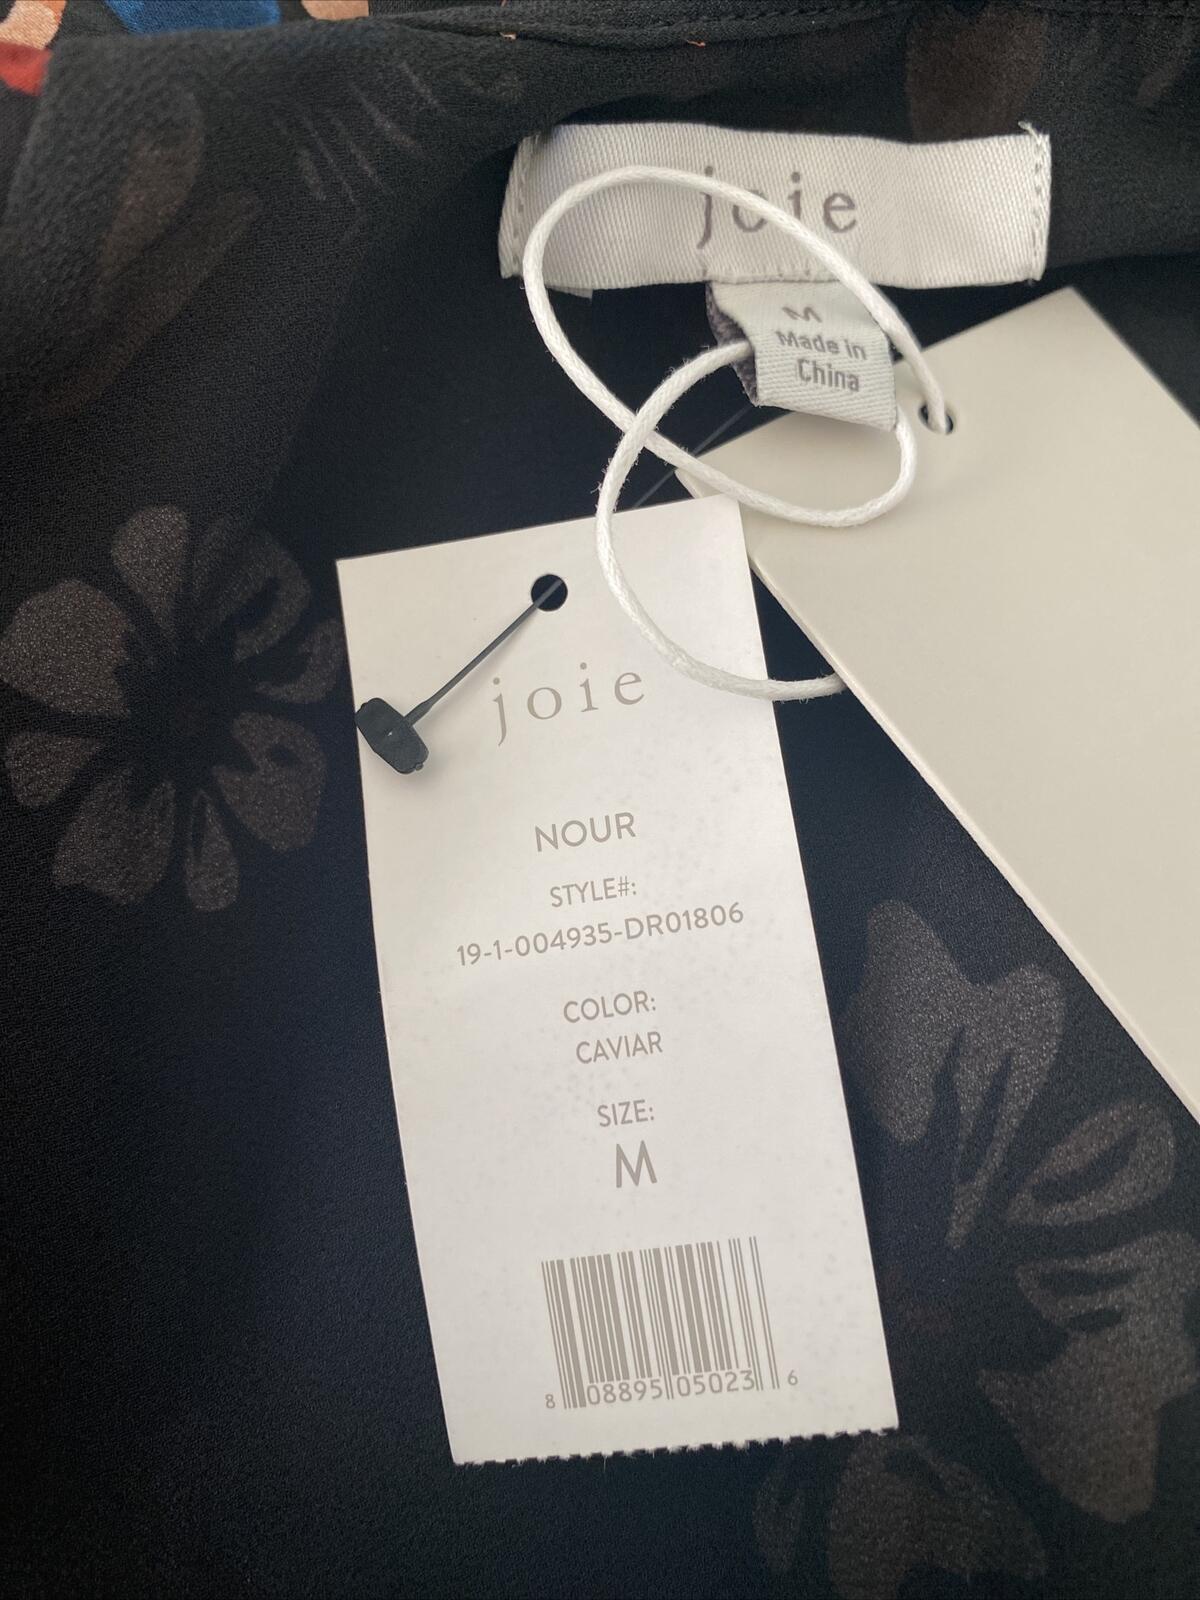 joie
M
Made in
China
joie
NOUR
STYLE#:
19-1-004935-DR01806
COLOR:
CAVIAR
SIZE:
M
8 08895 05023 6